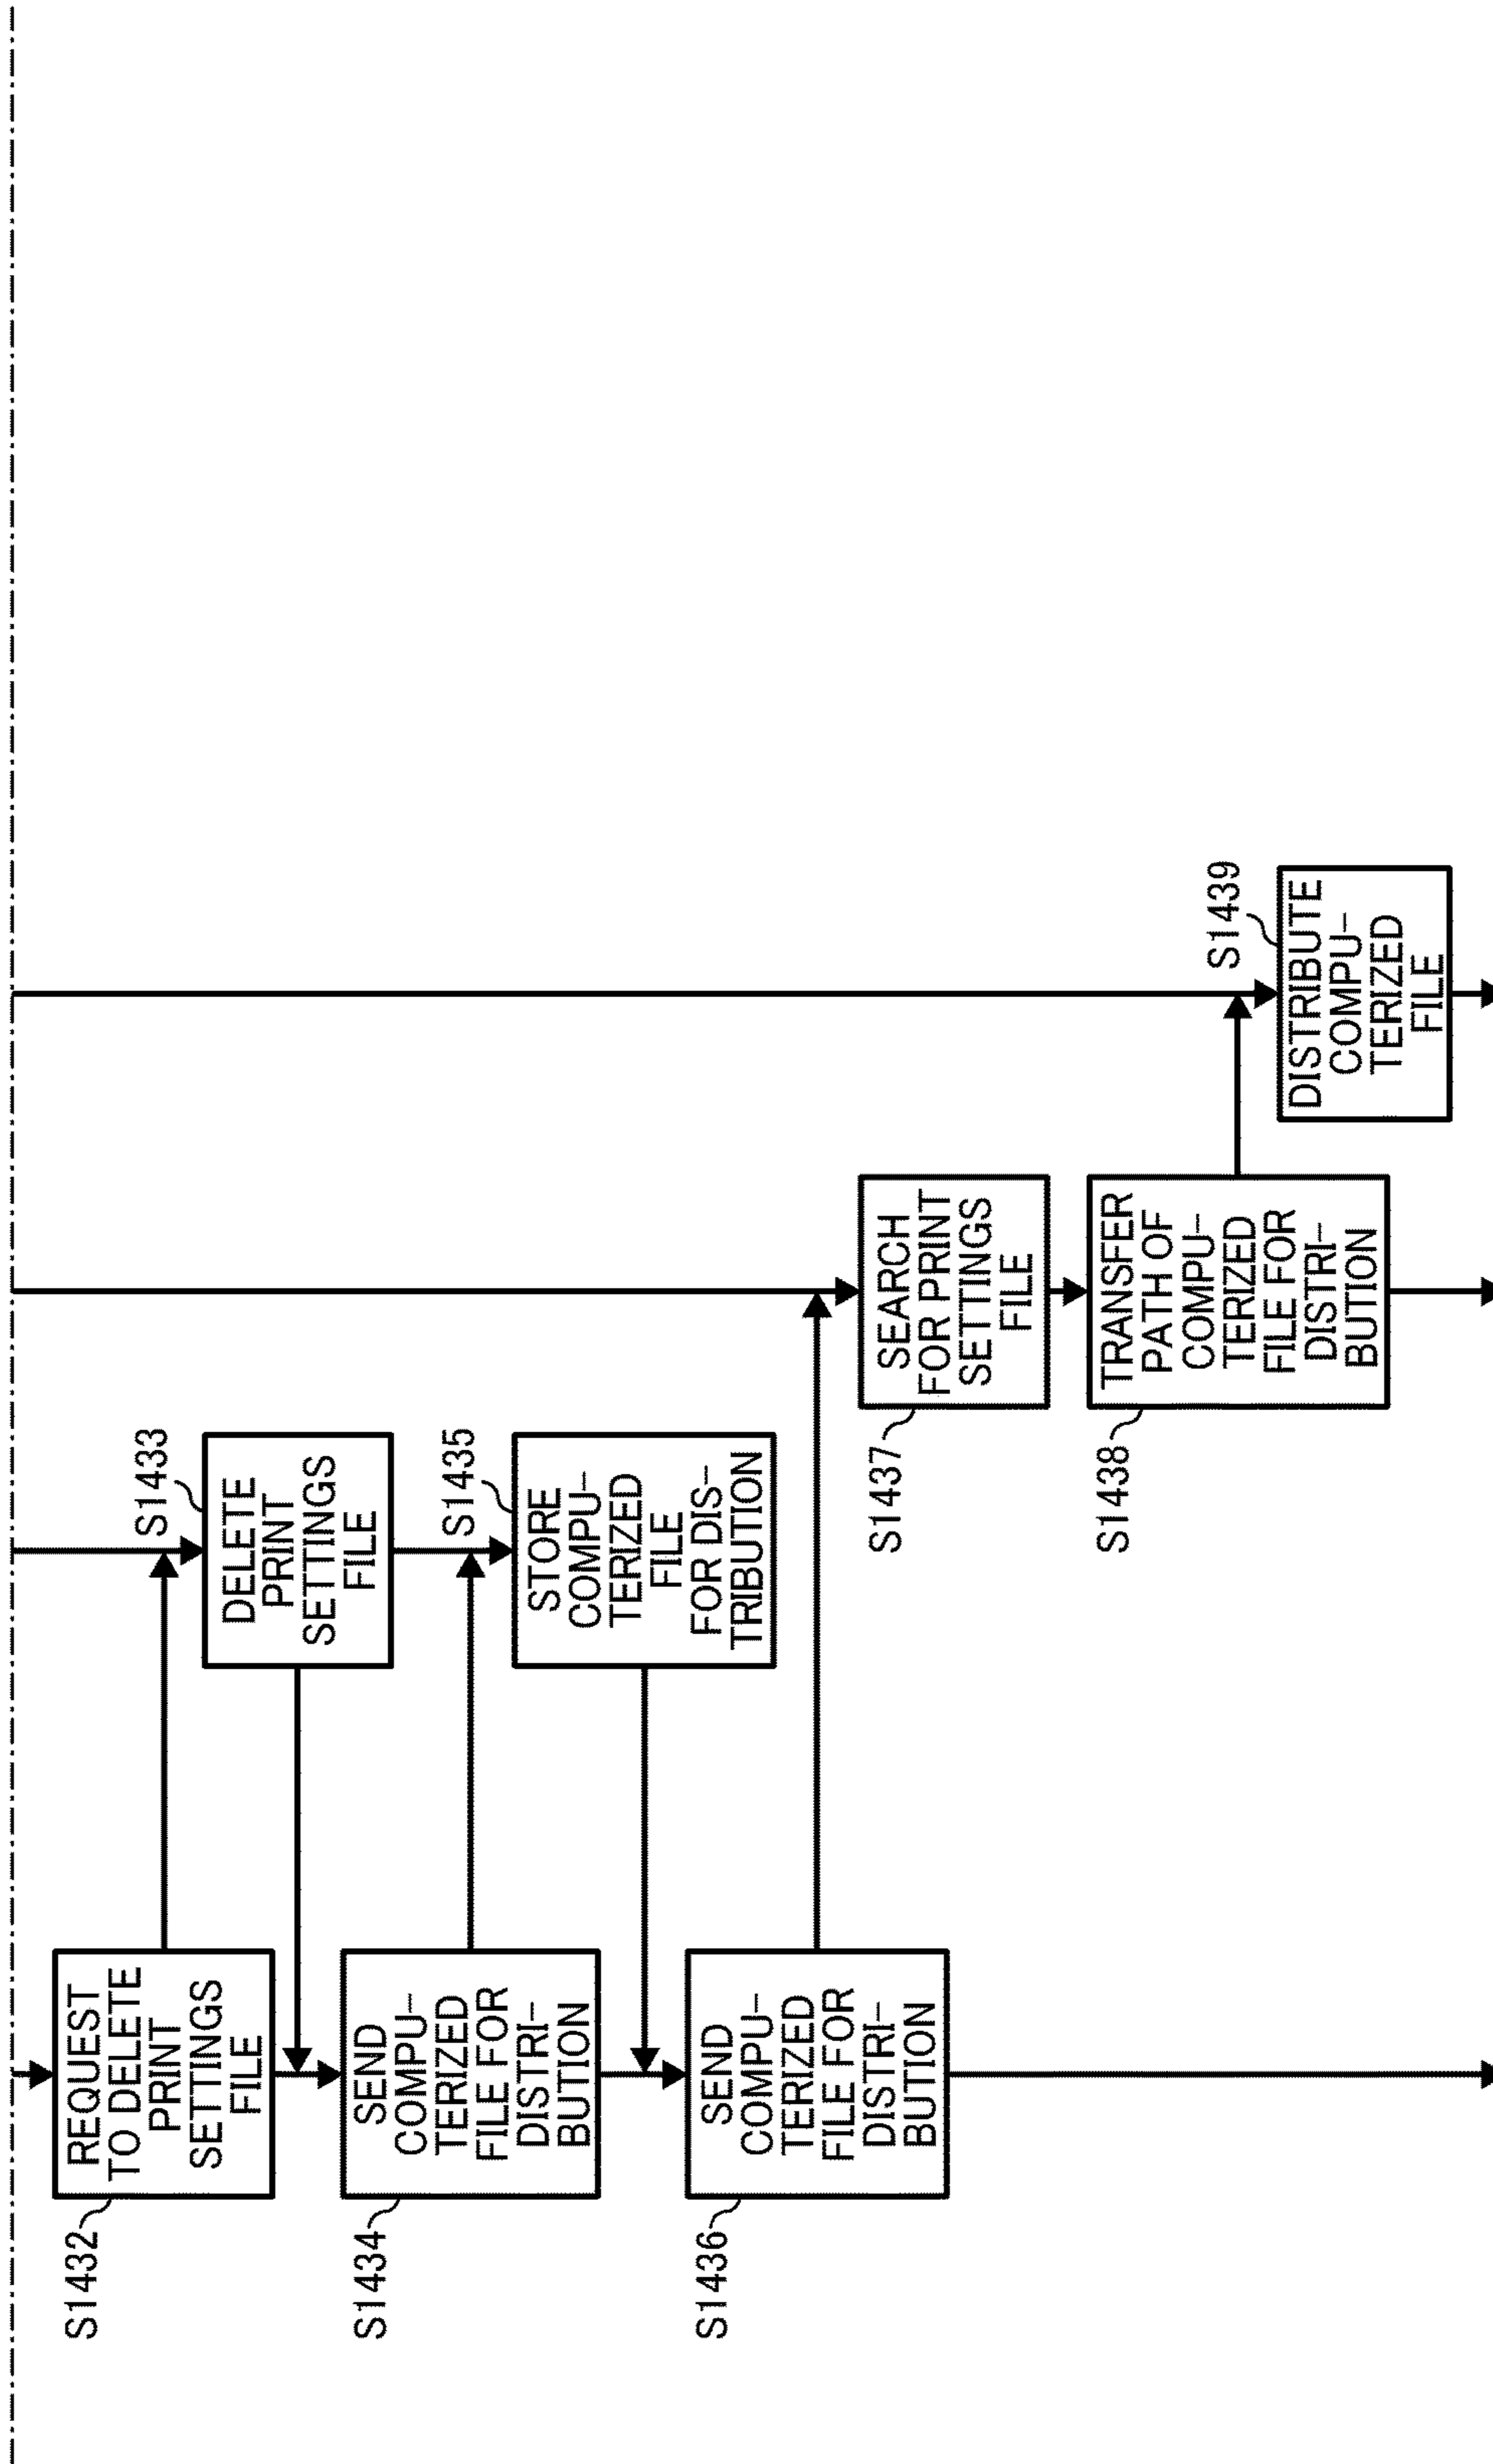 S1432
REQUEST
TO DELETE
PRINT
SETTINGS
FILE
S1433
DELETE
PRINT
SETTINGS
FILE
S1434
SEND
COMPU-
TERIZED
FILE FOR
DISTRI-
BUTION
S1435
STORE
COMPU-
TERIZED
FILE
FOR DIS-
TRIBUTION
S1436
SEND
COMPU-
TERIZED
FILE FOR
DISTRI-
BUTION
S1437
SEARCH
FOR PRINT
SETTINGS
FILE
S1438
TRANSFER
PATH OF
COMPU-
TERIZED
FILE FOR
DISTRI-
BUTION
S1439
DISTRIBUTE
COMPU-
TERIZED
FILE